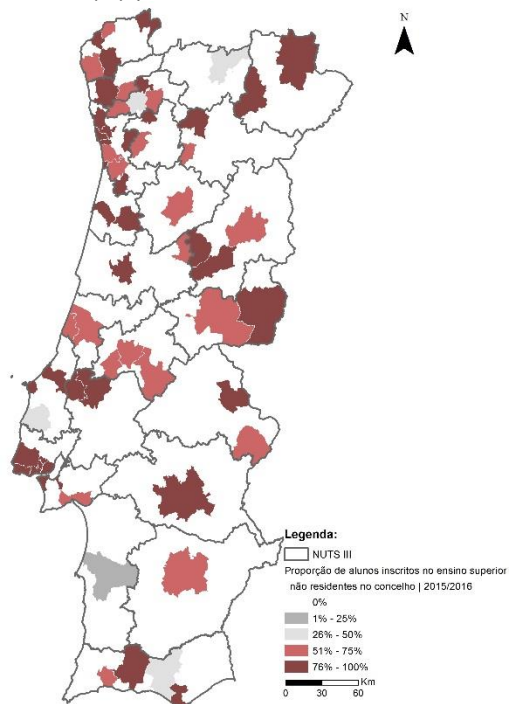 N
Legenda:
NUTS III
Proporção de alunos inscritos no ensino superior
não residentes no concelho | 2015/2016
0%
1% - 25%
26% - 50%
51% - 75%
76% - 100%
Km
0 30 60